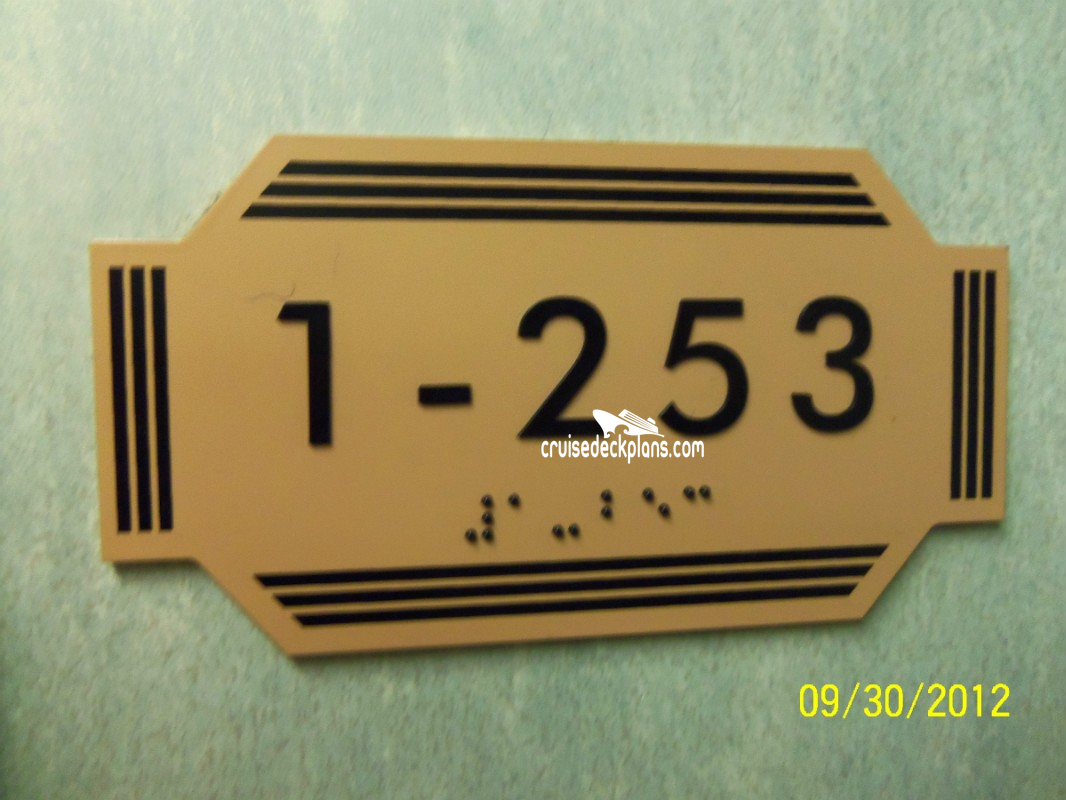 1-253
cruisedeckplans.com
⠼⠁⠤⠃⠑⠉
09/30/2012